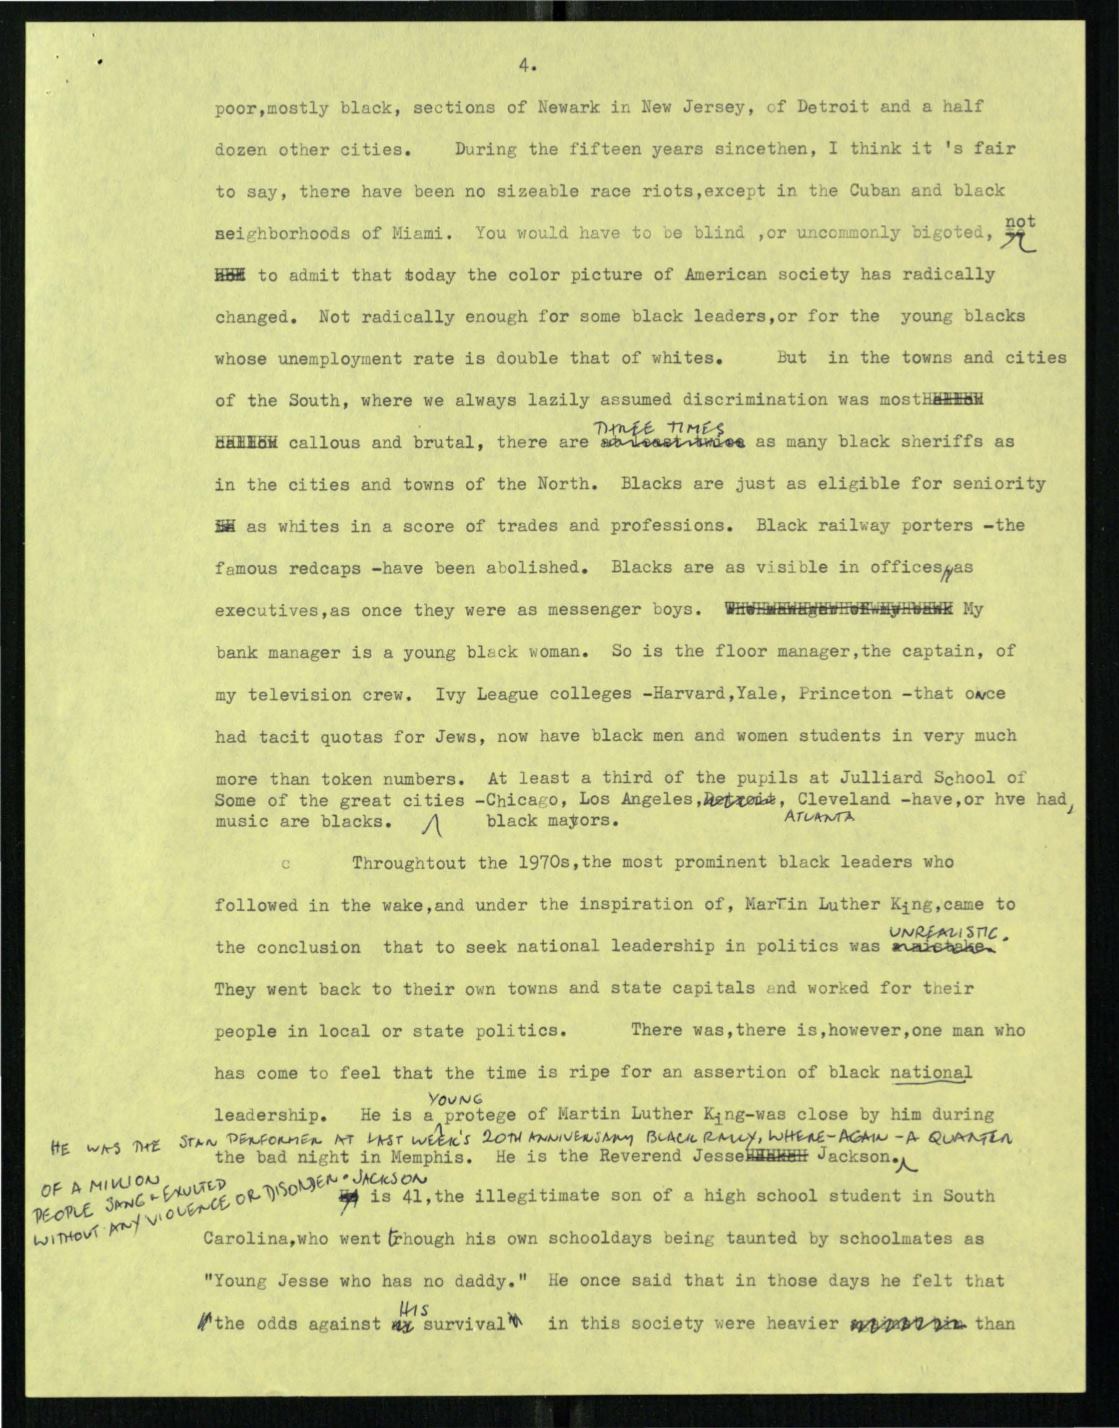 4.
poor,mostly black, sections of Newark in New Jersey, of Detroit and a half
dozen other cities. During the fifteen years sincethen, I think it 's fair
to say, there have been no sizeable race riots,except in the Cuban and black
neighborhoods of Miami. You would have to be blind ,or uncommonly bigoted, not
to admit that today the color picture of American society has radically
changed. Not radically enough for some black leaders,or for the young blacks
whose unemployment rate is double that of whites. But in the towns and cities
of the South, where we always lazily assumed discrimination was most
THREE TIMES
callous and brutal, there are as many black sheriffs as
in the cities and towns of the North. Blacks are just as eligible for seniority
as whites in a score of trades and professions. Black railway porters -the
famous redcaps -have been abolished. Blacks are as visible in offices, as
executives,as once they were as messenger boys. My
bank manager is a young black woman. So is the floor manager,the captain, of
my television crew. Ivy League colleges -Harvard,Yale, Princeton -that once
had tacit quotas for Jews, now have black men and women students in very much
more than token numbers. At least a third of the pupils at Julliard School of
Some of the great cities -Chicago, Los Angeles, Detroit, Cleveland -have,or hve had,
music are blacks. black mayors. ATLANTA
c Throughtout the 1970s,the most prominent black leaders who
followed in the wake,and under the inspiration of, MarTin Luther King,came to
UNREALISTIC.
the conclusion that to seek national leadership in politics was a mistake.
They went back to their own towns and state capitals and worked for their
people in local or state politics. There was,there is,however,one man who
has come to feel that the time is ripe for an assertion of black national
YOUNG
leadership. He is a protege of Martin Luther King-was close by him during
HE WAS THE STAR PERFORMER AT LAST WEEK'S 20TH ANNIVERSARY BLACK RALLY, WHERE-AGAIN-A QUARTER
the bad night in Memphis. He is the Reverend Jesse Jackson.
OF A MILLION
PEOPLE SANG & EXULTED
WITHOUT ANY VIOLENCE OR DISORDER. JACKSON
is 41,the illegitimate son of a high school student in South
Carolina,who went through his own schooldays being taunted by schoolmates as
"Young Jesse who has no daddy." He once said that in those days he felt that
HIS
"the odds against survival" in this society were heavier than